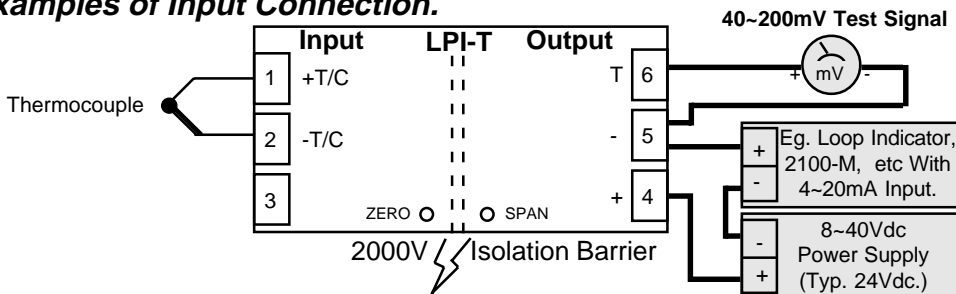 xamples of Input Connection.
40~200mV Test Signal
Input LPI-T Output
1 +T/C
T 6
+ mV -
Thermocouple
2 -T/C
- 5
+ Eg. Loop Indicator,
2100-M, etc With
- 4~20mA Input.
3
+ 4
ZERO SPAN
2000V Isolation Barrier
- 8~40Vdc
Power Supply
+ (Typ. 24Vdc.)